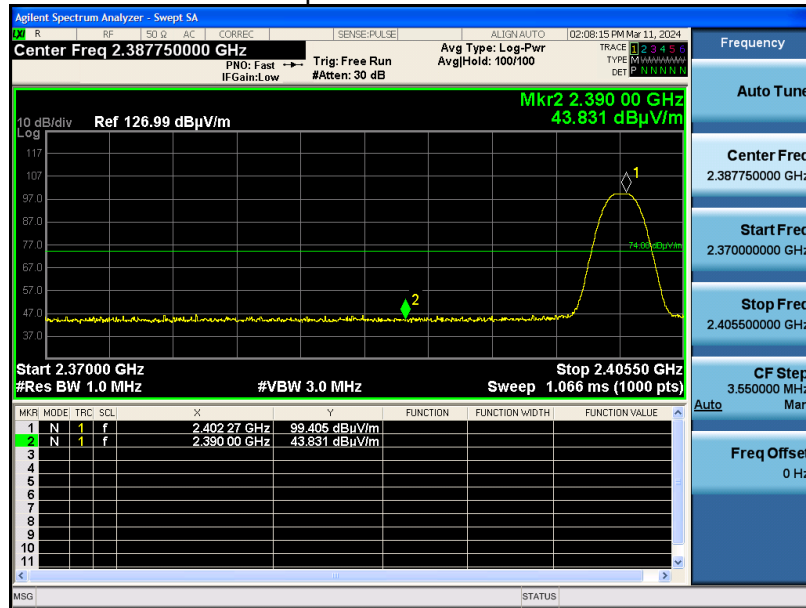 Agilent Spectrum Analyzer - Swept SA
LXI R RF 50 Ω AC CORREC SENSE:PULSE ALIGN AUTO 02:08:15 PM Mar 11, 2024
Center Freq 2.387750000 GHz
PNO: Fast
IFGain:Low
Trig: Free Run
#Atten: 30 dB
Avg Type: Log-Pwr
Avg|Hold: 100/100
TRACE 1 2 3 4 5 6
TYPE M W W W W W
DET P N N N N N
Mkr2 2.390 00 GHz
43.831 dBµV/m
10 dB/div Ref 126.99 dBµV/m
Log
117
107
97.0
87.0
77.0
67.0
57.0
47.0
37.0
1
74.00 dBµV/m
2
Start 2.37000 GHz Stop 2.40550 GHz
#Res BW 1.0 MHz #VBW 3.0 MHz Sweep 1.066 ms (1000 pts)
MKR MODE TRC SCL X Y FUNCTION FUNCTION WIDTH FUNCTION VALUE
1 N 1 f 2.402 27 GHz 99.405 dBµV/m
2 N 1 f 2.390 00 GHz 43.831 dBµV/m
3
4
5
6
7
8
9
10
11
MSG STATUS
Frequency
Auto Tune
Center Freq
2.387750000 GHz
Start Freq
2.370000000 GHz
Stop Freq
2.405500000 GHz
CF Step
3.550000 MHz
Auto Man
Freq Offset
0 Hz